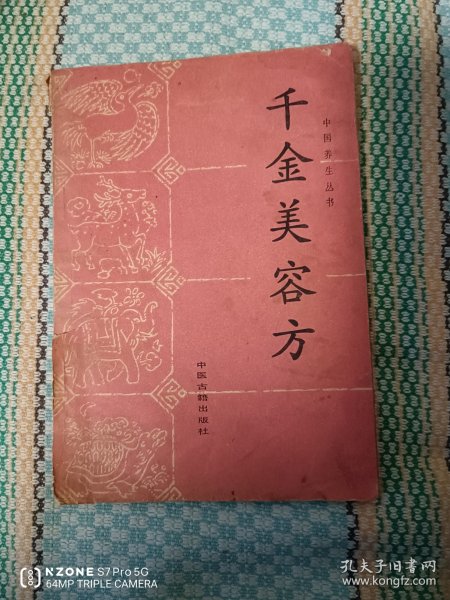 千金美容方
中国养生丛书
中医古籍出版社
NZONE S7 Pro 5G
64MP TRIPLE CAMERA
孔夫子旧书网
www.kongfz.com